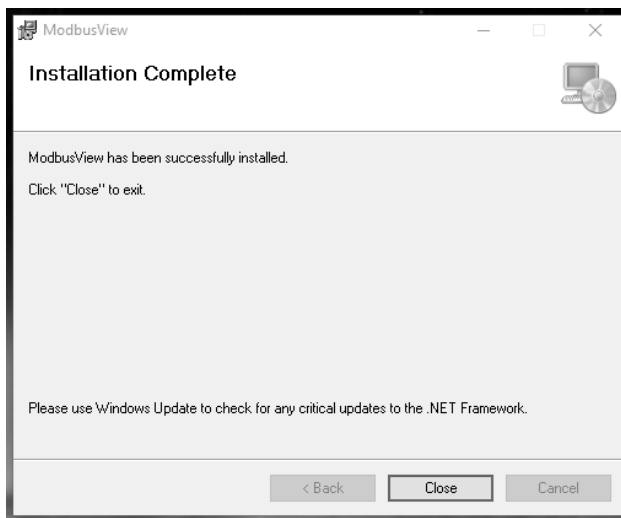 ModbusView
Installation Complete
ModbusView has been successfully installed.
Click "Close" to exit.
Please use Windows Update to check for any critical updates to the .NET Framework.
< Back
Close
Cancel